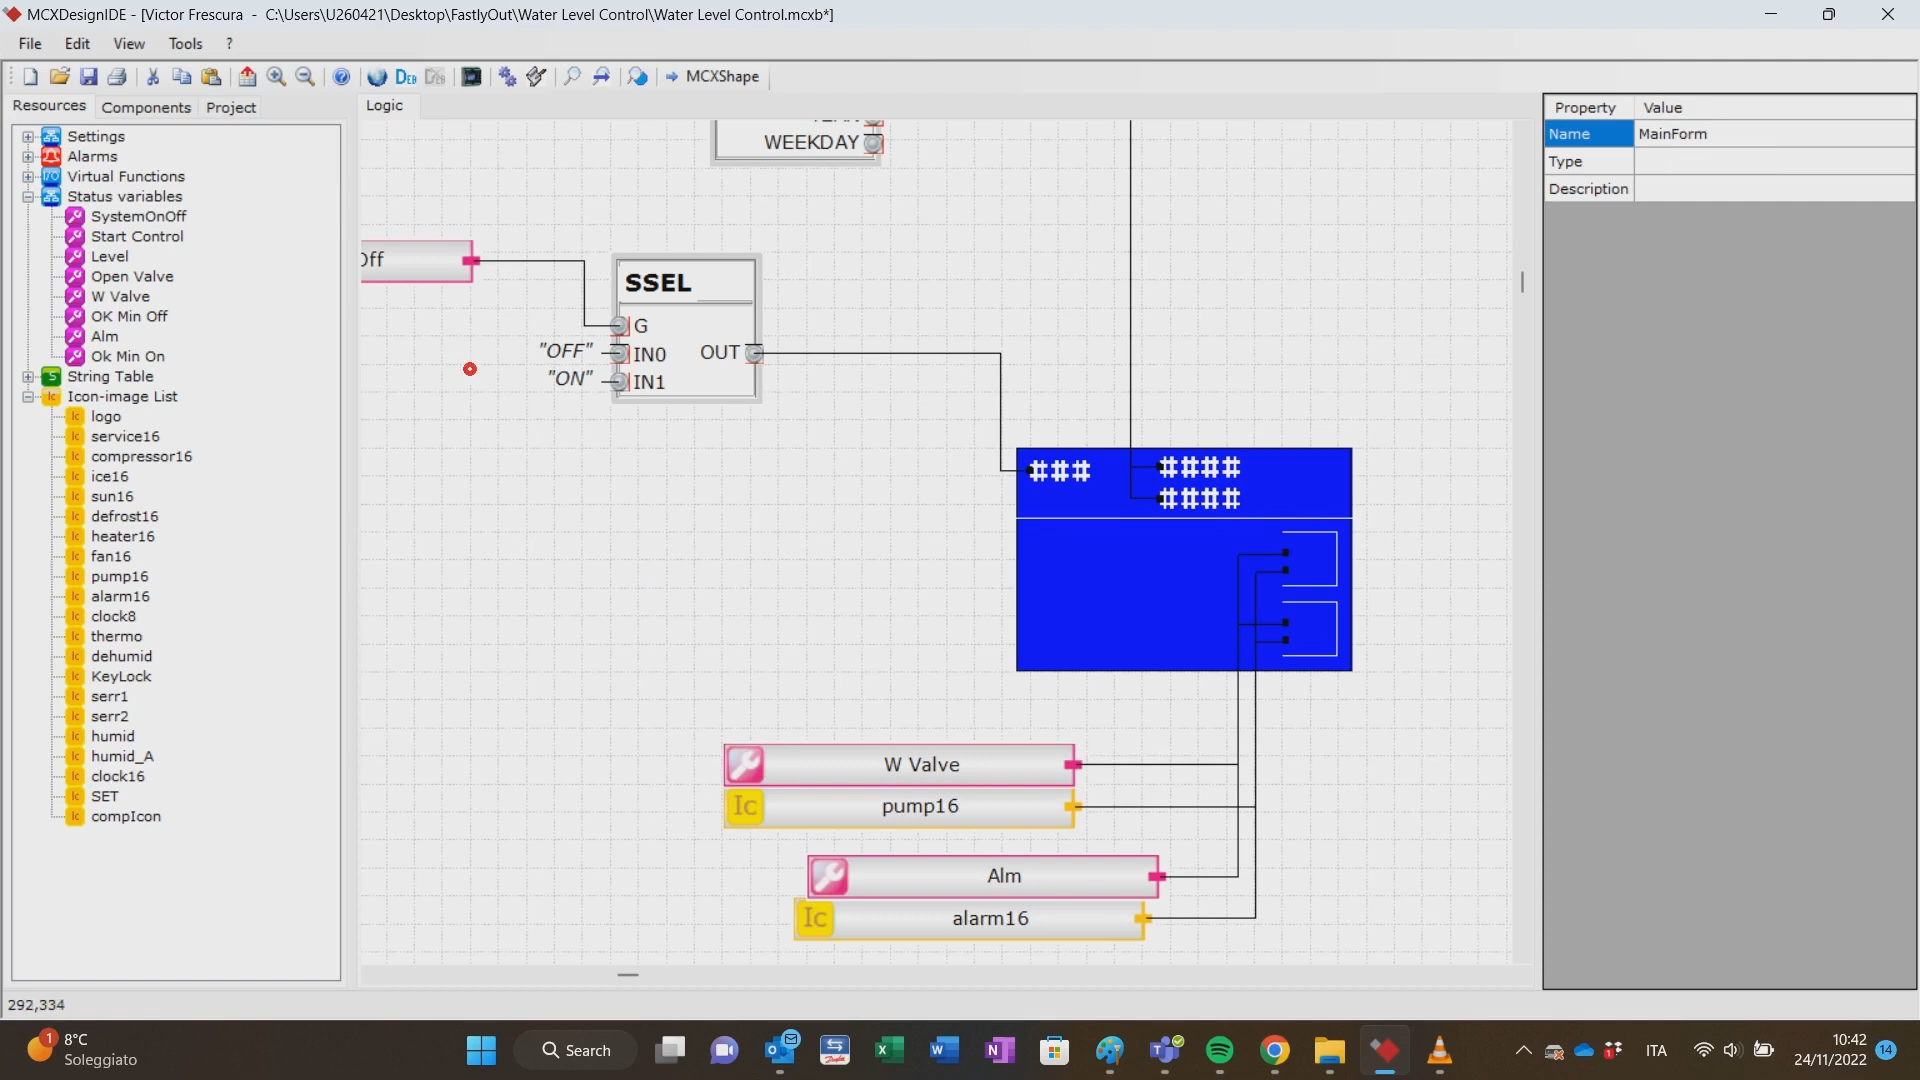 MCXDesignIDE - [Victor Frescura - C:\Users\U260421\Desktop\FastlyOut\Water Level Control\Water Level Control.mcxb*]
File Edit View Tools ?
DEB MCXShape
Resources Components Project Logic
Property Value
Name MainForm
Type
Description
Settings
Alarms
Virtual Functions
Status variables
SystemOnOff
Start Control
Level
Open Valve
W Valve
OK Min Off
Alm
Ok Min On
String Table
Icon-image List
logo
service16
compressor16
ice16
sun16
defrost16
heater16
fan16
pump16
alarm16
clock8
thermo
dehumid
KeyLock
serr1
serr2
humid
humid_A
clock16
SET
compIcon
WEEKDAY
Off
SSEL
G
"OFF" IN0 OUT
"ON" IN1
### ####
####
W Valve
Ic pump16
Alm
Ic alarm16
292,334
1 8°C
Soleggiato
Search
ITA
10:42
24/11/2022
14